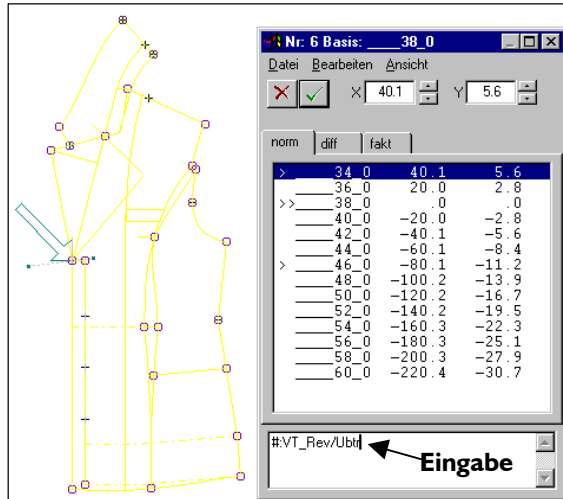 Nr: 6 Basis: ____38_0
Datei Bearbeiten Ansicht
X 40.1 Y 5.6
norm diff fakt
> ____34_0 40.1 5.6
____36_0 20.0 2.8
>> ____38_0 .0 .0
____40_0 -20.0 -2.8
____42_0 -40.1 -5.6
____44_0 -60.1 -8.4
> ____46_0 -80.1 -11.2
____48_0 -100.2 -13.9
____50_0 -120.2 -16.7
____52_0 -140.2 -19.5
____54_0 -160.3 -22.3
____56_0 -180.3 -25.1
____58_0 -200.3 -27.9
____60_0 -220.4 -30.7
#:VT_Rev/Ubtr
Eingabe